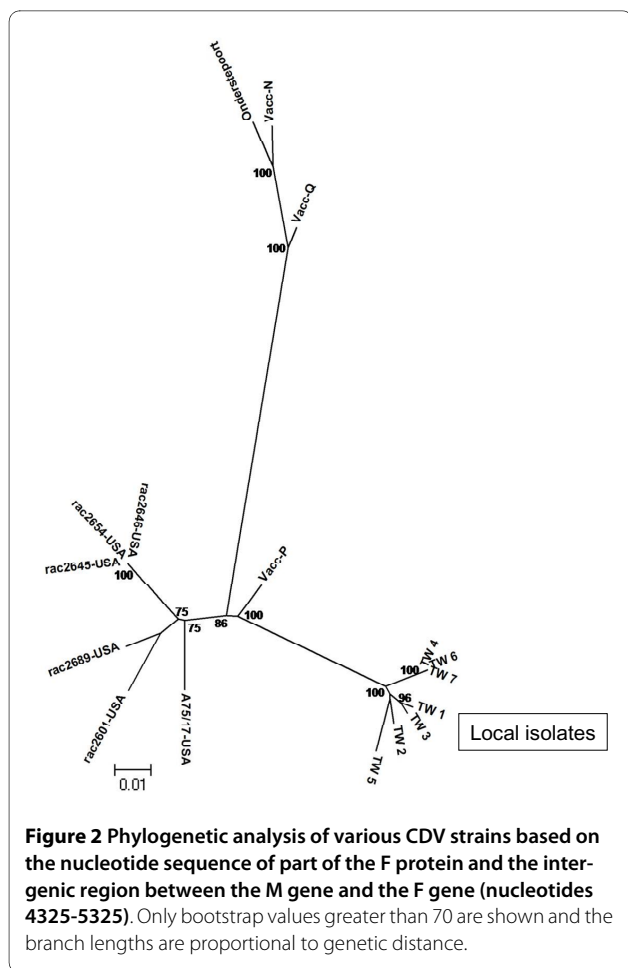 Onderstepoort
Vacc-N
100
Vacc-Q
100
rac2646-USA
rac2654-USA
rac2645-USA
100
Vacc-P
75
75
86
100
rac2689-USA
rac2601-USA
A75/17-USA
TW 4
TW 6
TW 7
100
100
96
TW 1
TW 3
TW 2
TW 5
Local isolates
0.01
Figure 2 Phylogenetic analysis of various CDV strains based on
the nucleotide sequence of part of the F protein and the inter-
genic region between the M gene and the F gene (nucleotides
4325-5325). Only bootstrap values greater than 70 are shown and the
branch lengths are proportional to genetic distance.